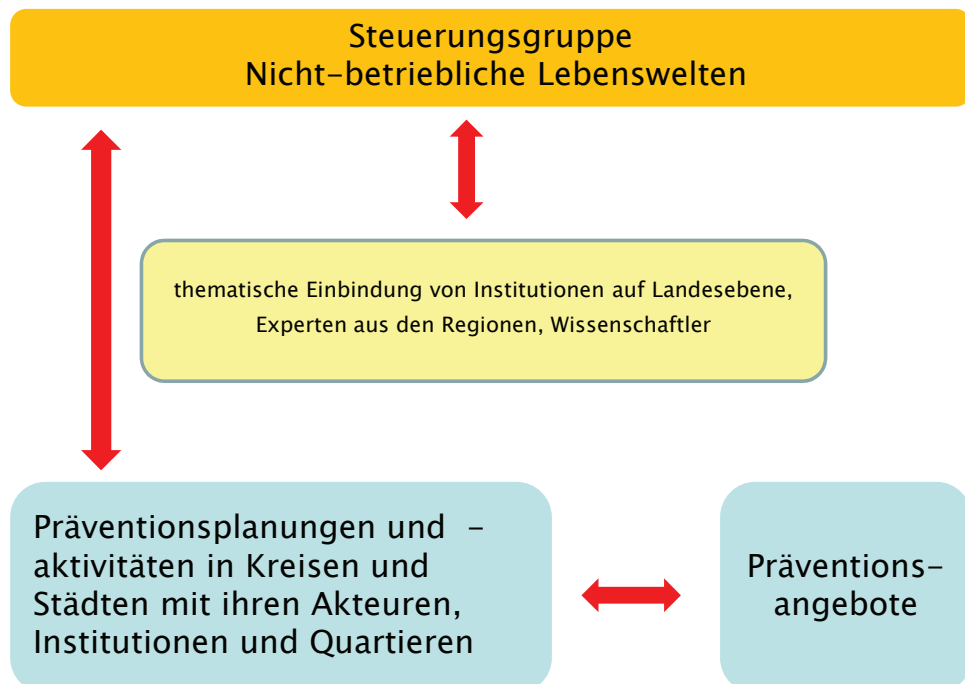 Steuerungsgruppe
Nicht-betriebliche Lebenswelten
thematische Einbindung von Institutionen auf Landesebene,
Experten aus den Regionen, Wissenschaftler
Präventionsplanungen und -
aktivitäten in Kreisen und
Städten mit ihren Akteuren,
Institutionen und Quartieren
Präventions-
angebote